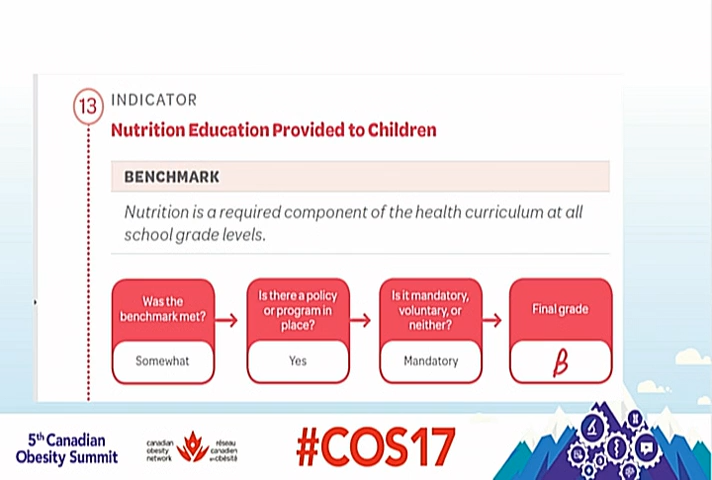 13
INDICATOR
Nutrition Education Provided to Children
BENCHMARK
Nutrition is a required component of the health curriculum at all
school grade levels.
Was the
benchmark met?
Somewhat
Is there a policy
or program in
place?
Yes
Is it mandatory,
voluntary, or
neither?
Mandatory
Final grade
B
5th Canadian
Obesity Summit
canadian
obesity
network
réseau
canadien
en obésité
#COS17